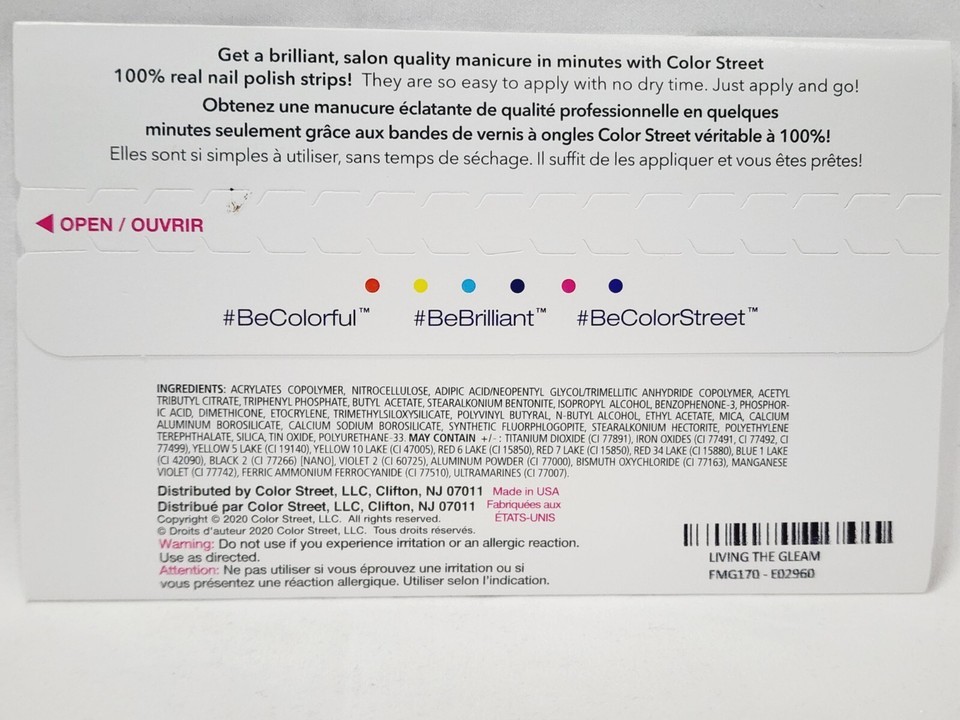 Get a brilliant, salon quality manicure in minutes with Color Street
100% real nail polish strips! They are so easy to apply with no dry time. Just apply and go!
Obtenez une manucure éclatante de qualité professionnelle en quelques
minutes seulement grâce aux bandes de vernis à ongles Color Street véritable à 100%!
Elles sont si simples à utiliser, sans temps de séchage. Il suffit de les appliquer et vous êtes prêtes!
OPEN / OUVRIR
#BeColorful™ #BeBrilliant™ #BeColorStreet™
INGREDIENTS: ACRYLATES COPOLYMER, NITROCELLULOSE, ADIPIC ACID/NEOPENTYL GLYCOL/TRIMELLITIC ANHYDRIDE COPOLYMER, ACETYL
TRIBUTYL CITRATE, TRIPHENYL PHOSPHATE, BUTYL ACETATE, STEARALKONIUM BENTONITE, ISOPROPYL ALCOHOL, BENZOPHENONE-3, PHOSPHOR-
IC ACID, DIMETHICONE, ETOCRYLENE, TRIMETHYLSILOXYSILICATE, POLYVINYL BUTYRAL, N-BUTYL ALCOHOL, ETHYL ACETATE, MICA, CALCIUM
ALUMINUM BOROSILICATE, CALCIUM SODIUM BOROSILICATE, SYNTHETIC FLUORPHLOGOPITE, STEARALKONIUM HECTORITE, POLYETHYLENE
TEREPHTHALATE, SILICA, TIN OXIDE, POLYURETHANE-33. MAY CONTAIN +/- : TITANIUM DIOXIDE (CI 77891), IRON OXIDES (CI 77491, CI 77492, CI
77499), YELLOW 5 LAKE (CI 19140), YELLOW 10 LAKE (CI 47005), RED 6 LAKE (CI 15850), RED 7 LAKE (CI 15850), RED 34 LAKE (CI 15880), BLUE 1 LAKE
(CI 42090), BLACK 2 (CI 77266) [NANO], VIOLET 2 (CI 60725), ALUMINUM POWDER (CI 77000), BISMUTH OXYCHLORIDE (CI 77163), MANGANESE
VIOLET (CI 77742), FERRIC AMMONIUM FERROCYANIDE (CI 77510), ULTRAMARINES (CI 77007).
Distributed by Color Street, LLC, Clifton, NJ 07011
Distribué par Color Street, LLC, Clifton, NJ 07011
Made in USA
Fabriquées aux
ÉTATS-UNIS
Copyright © 2020 Color Street, LLC. All rights reserved.
© Droits d'auteur 2020 Color Street, LLC. Tous droits réservés.
Warning: Do not use if you experience irritation or an allergic reaction.
Use as directed.
Attention: Ne pas utiliser si vous éprouvez une irritation ou si
vous présentez une réaction allergique. Utiliser selon l'indication.
LIVING THE GLEAM
FMG170 - E02960